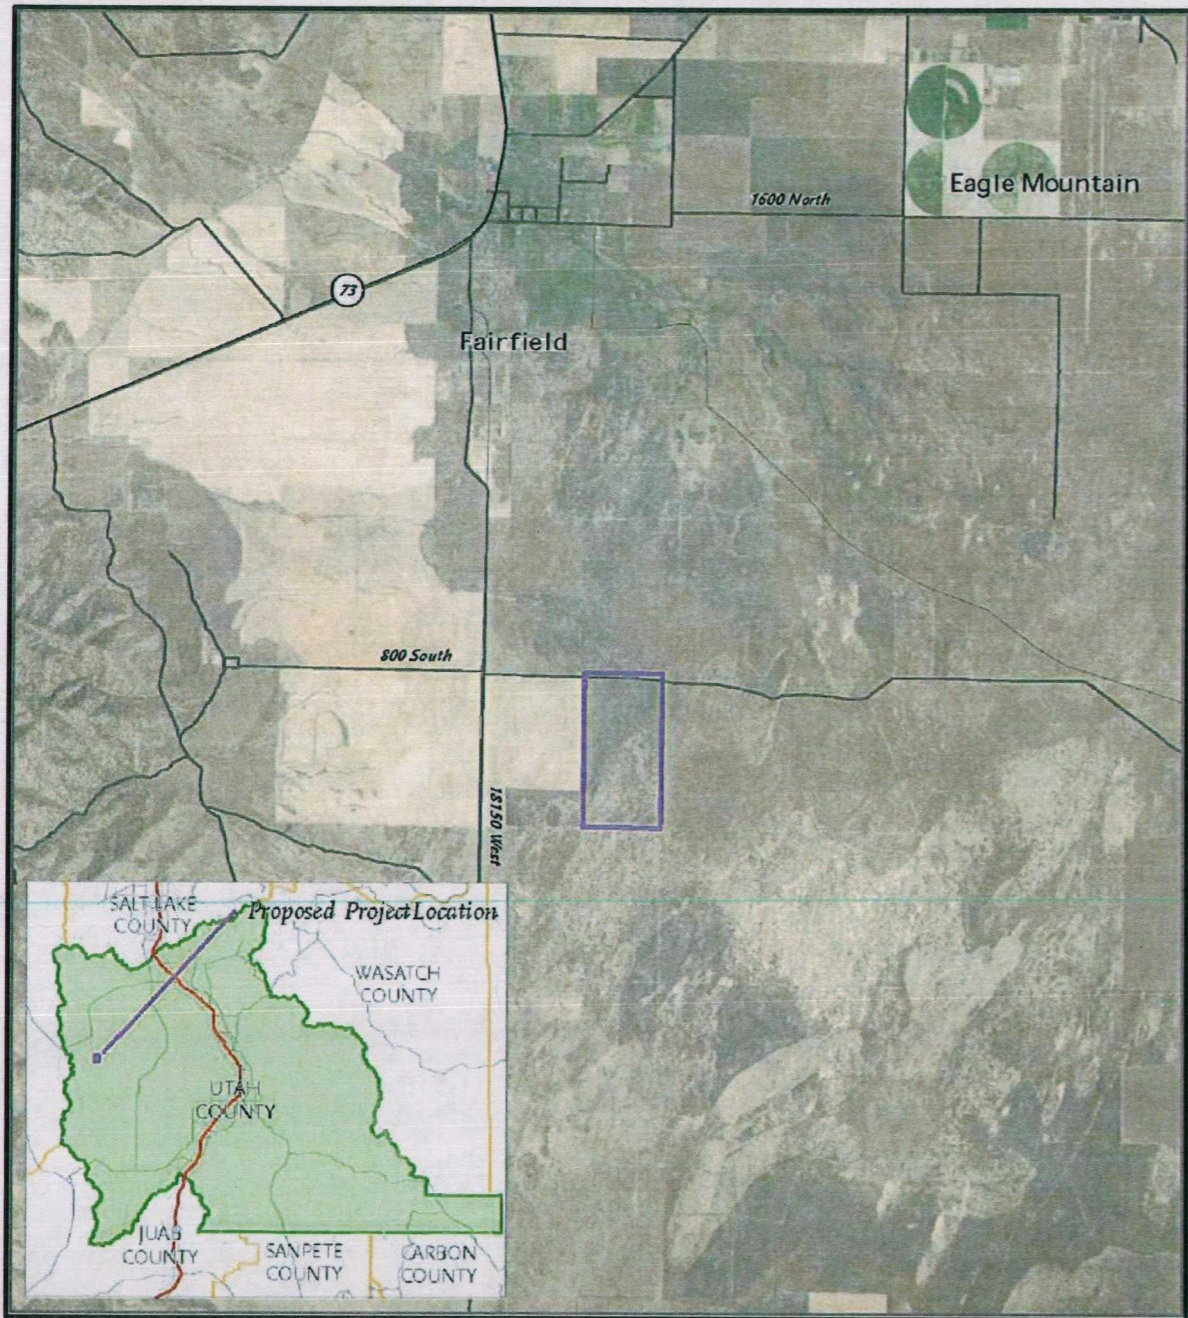 Eagle Mountain
1600 North
73
Fairfield
800 South
18150 West
SALT LAKE
COUNTY
Proposed Project Location
WASATCH
COUNTY
UTAH
COUNTY
JUAB
COUNTY
SANPETE
COUNTY
CARBON
COUNTY